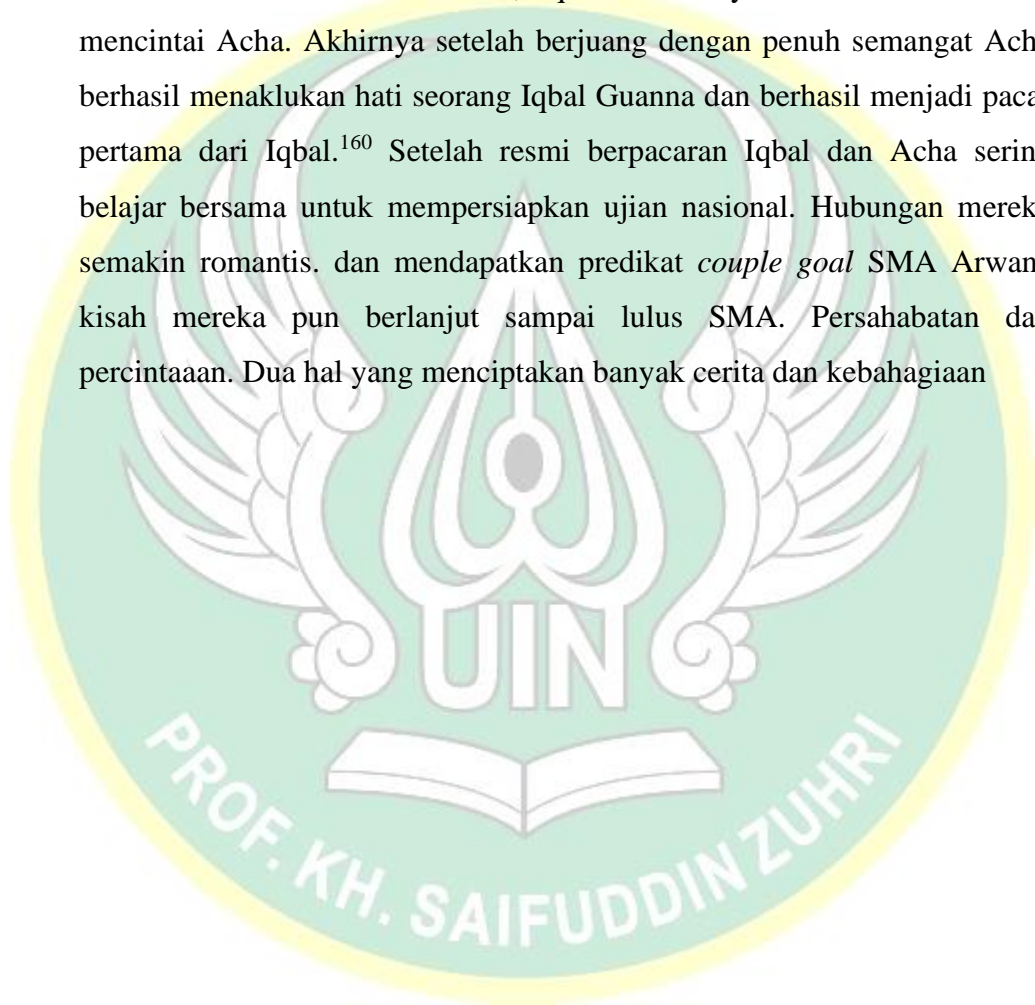 mencintai Acha. Akhirnya setelah berjuang dengan penuh semangat Ach
berhasil menaklukan hati seorang Iqbal Guanna dan berhasil menjadi paca
pertama dari Iqbal.160 Setelah resmi berpacaran Iqbal dan Acha serin
belajar bersama untuk mempersiapkan ujian nasional. Hubungan merek
semakin romantis. dan mendapatkan predikat couple goal SMA Arwan
kisah mereka pun berlanjut sampai lulus SMA. Persahabatan da
percintaaan. Dua hal yang menciptakan banyak cerita dan kebahagiaan
UIN
PROF. KH. SAIFUDDIN ZUHRI